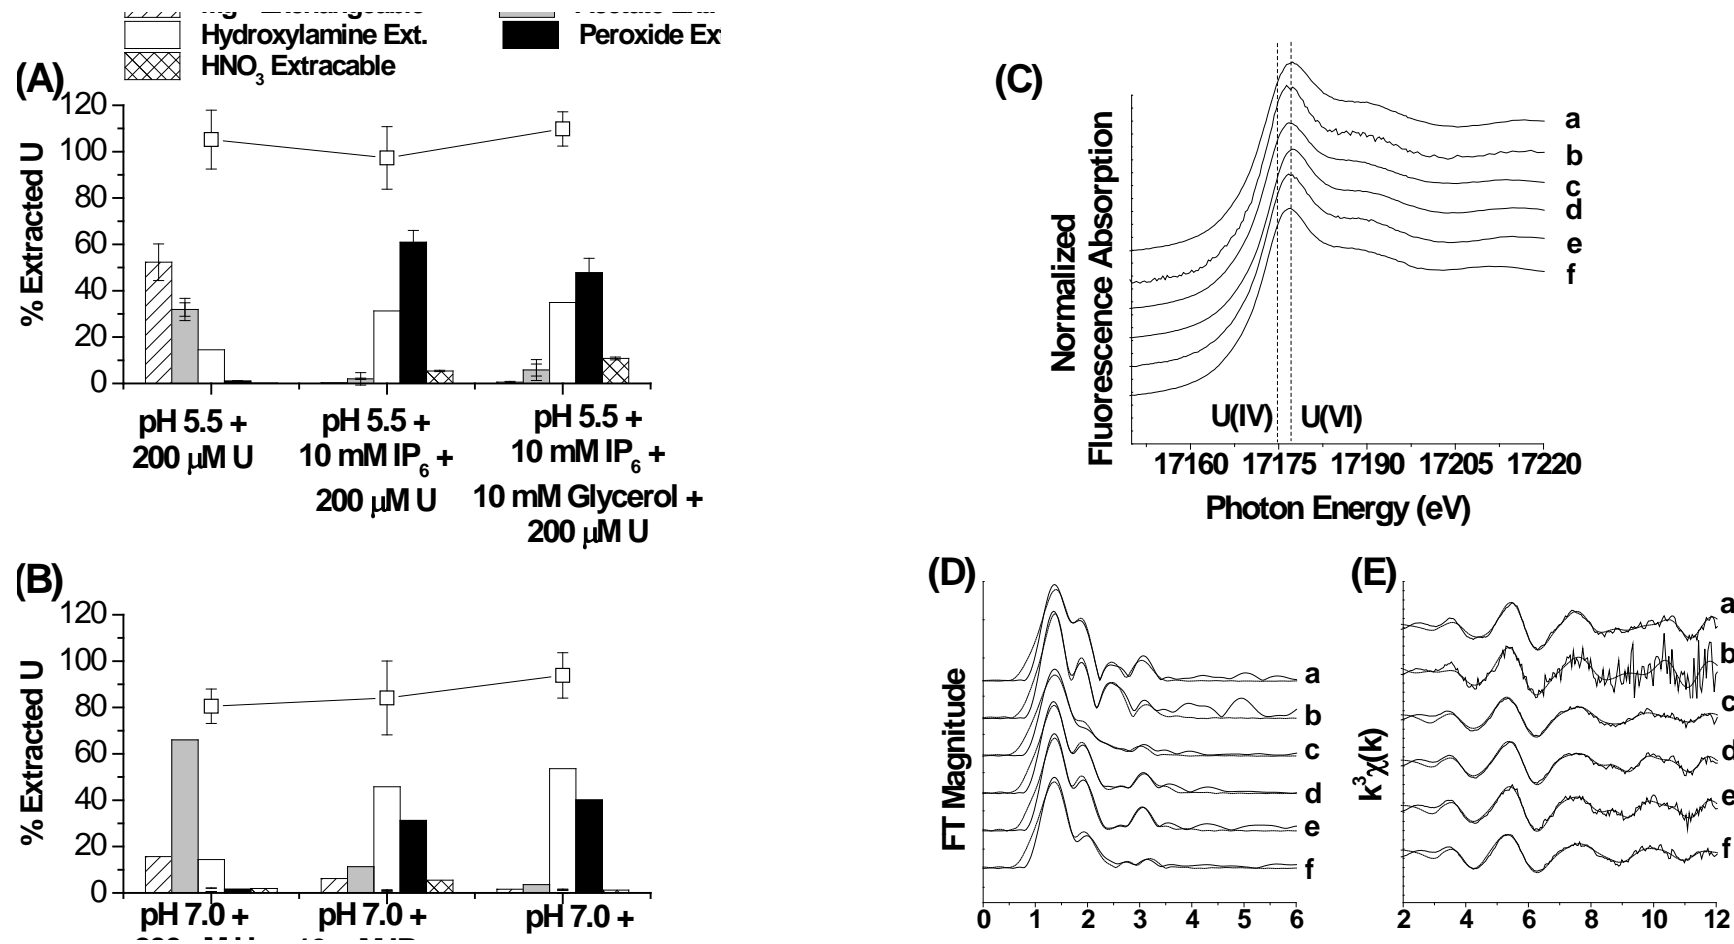 Hydroxylamine Ext.
HNO3 Extracable
(A)
120
100
80
60
40
20
0
% Extracted U
pH 5.5 +
200 μM U
pH 5.5 +
10 mM IP6 +
200 μM U
pH 5.5 +
10 mM IP6 +
10 mM Glycerol +
200 μM U
(B)
120
100
80
60
40
20
0
% Extracted U
pH 7.0 +
pH 7.0 +
pH 7.0 +
(C)
Normalized
Fluorescence Absorption
a
b
c
d
e
f
U(IV) U(VI)
17160 17175 17190 17205 17220
Photon Energy (eV)
(D)
FT Magnitude
a
b
c
d
e
f
0 1 2 3 4 5 6
(E)
k3χ(k)
a
b
c
d
e
f
2 4 6 8 10 12